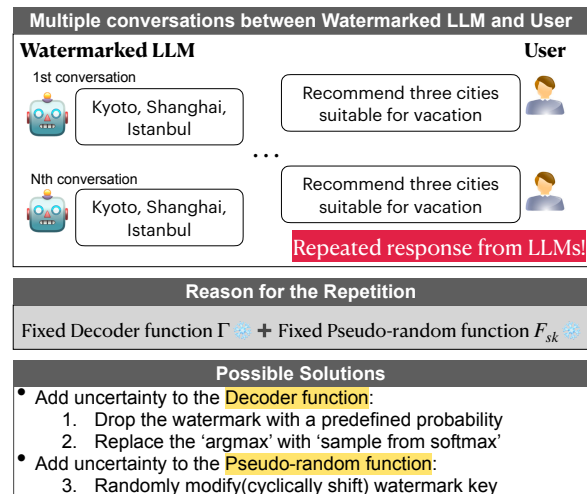 Multiple conversations between Watermarked LLM and User
Watermarked LLM User
1st conversation
Kyoto, Shanghai,
Istanbul
Recommend three cities
suitable for vacation
...
Nth conversation
Kyoto, Shanghai,
Istanbul
Recommend three cities
suitable for vacation
Repeated response from LLMs!
Reason for the Repetition
Fixed Decoder function Γ + Fixed Pseudo-random function F_sk
Possible Solutions
• Add uncertainty to the Decoder function:
1. Drop the watermark with a predefined probability
2. Replace the ‘argmax’ with ‘sample from softmax’
• Add uncertainty to the Pseudo-random function:
3. Randomly modify(cyclically shift) watermark key